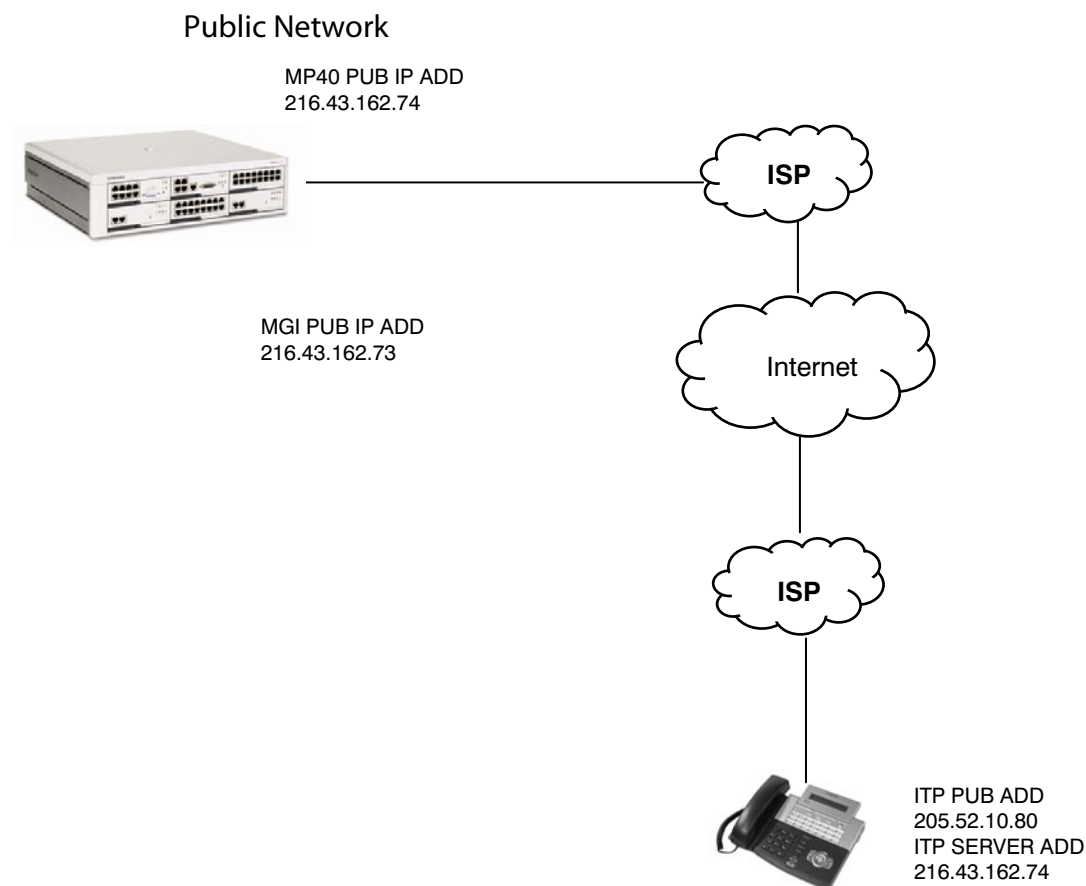 Public Network
MP40 PUB IP ADD
216.43.162.74
ISP
MGI PUB IP ADD
216.43.162.73
Internet
ISP
ITP PUB ADD
205.52.10.80
ITP SERVER ADD
216.43.162.74